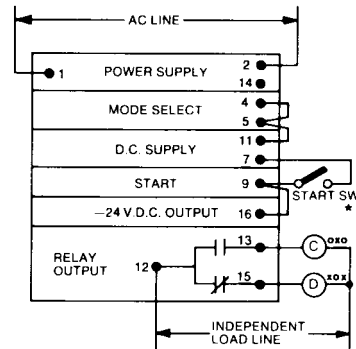 AC LINE
1 POWER SUPPLY 2
14
MODE SELECT 4
5
11
D.C. SUPPLY
7
START 9 START SW
*
—24 V.D.C. OUTPUT 16
RELAY OUTPUT 12 13 C oxo
15 D xox
INDEPENDENT
LOAD LINE